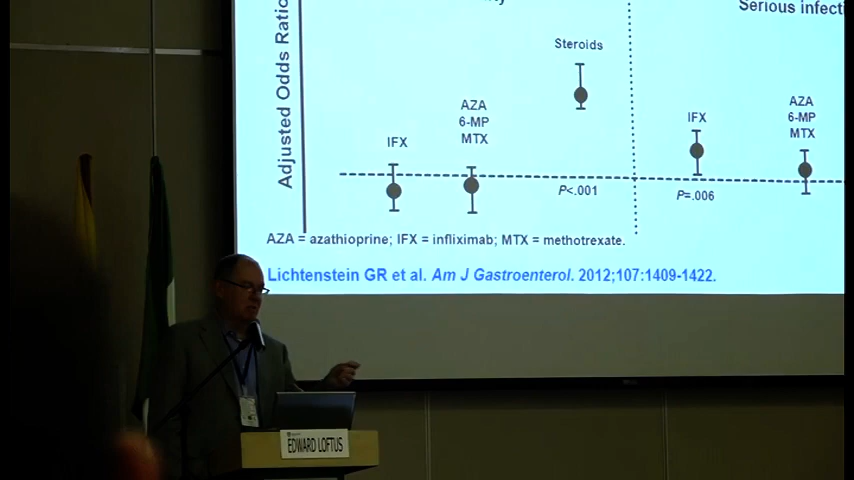 Serious infecti
Adjusted Odds Ratio
Steroids
IFX
AZA
6-MP
MTX
IFX
AZA
6-MP
MTX
P<.001
P=.006
AZA = azathioprine; IFX = infliximab; MTX = methotrexate.
Lichtenstein GR et al. Am J Gastroenterol. 2012;107:1409-1422.
EDWARD LOFTUS